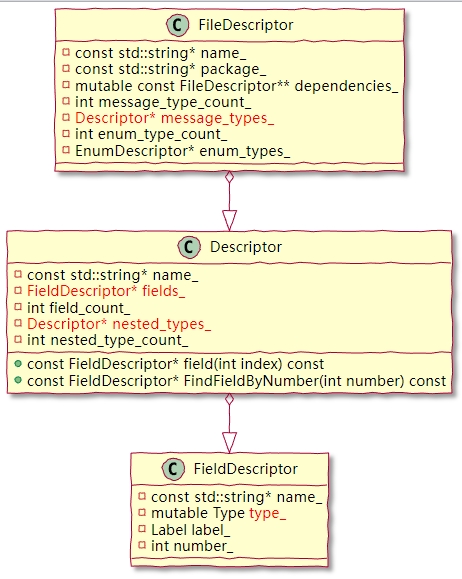 C FileDescriptor
const std::string* name_
const std::string* package_
mutable const FileDescriptor** dependencies_
int message_type_count_
Descriptor* message_types_
int enum_type_count_
EnumDescriptor* enum_types_
C Descriptor
const std::string* name_
FieldDescriptor* fields_
int field_count_
Descriptor* nested_types_
int nested_type_count_
const FieldDescriptor* field(int index) const
const FieldDescriptor* FindFieldByNumber(int number) const
C FieldDescriptor
const std::string* name_
mutable Type type_
Label label_
int number_